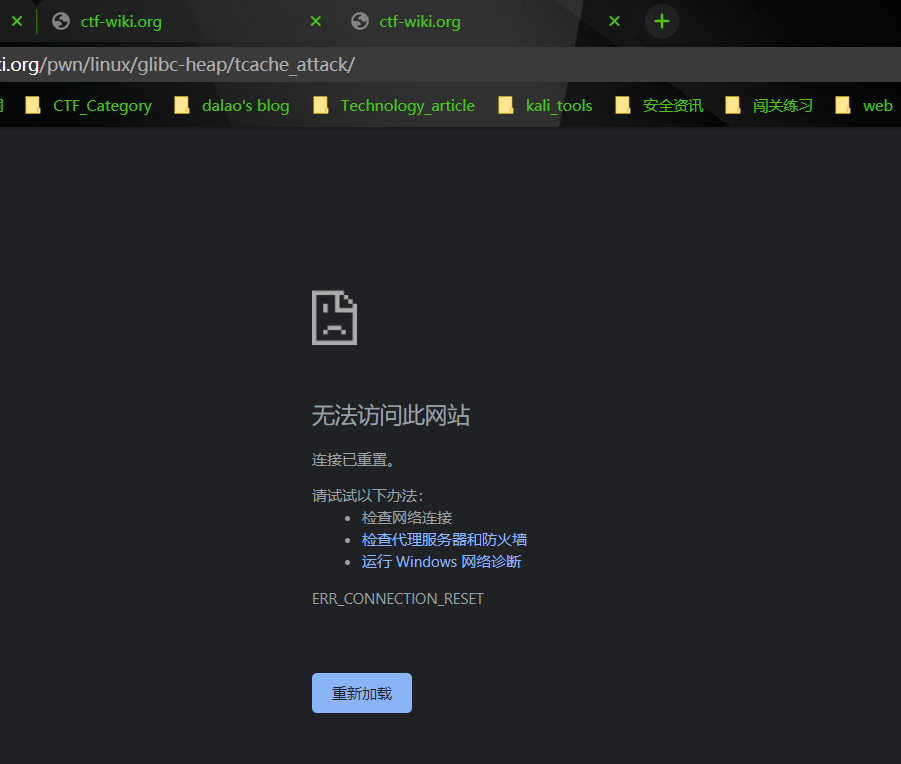 ctf-wiki.org
ctf-wiki.org
ki.org/pwn/linux/glibc-heap/tcache_attack/
CTF_Category
dalao's blog
Technology_article
kali_tools
安全资讯
闯关练习
web
无法访问此网站
连接已重置。
请试试以下办法：
检查网络连接
检查代理服务器和防火墙
运行 Windows 网络诊断
ERR_CONNECTION_RESET
重新加载